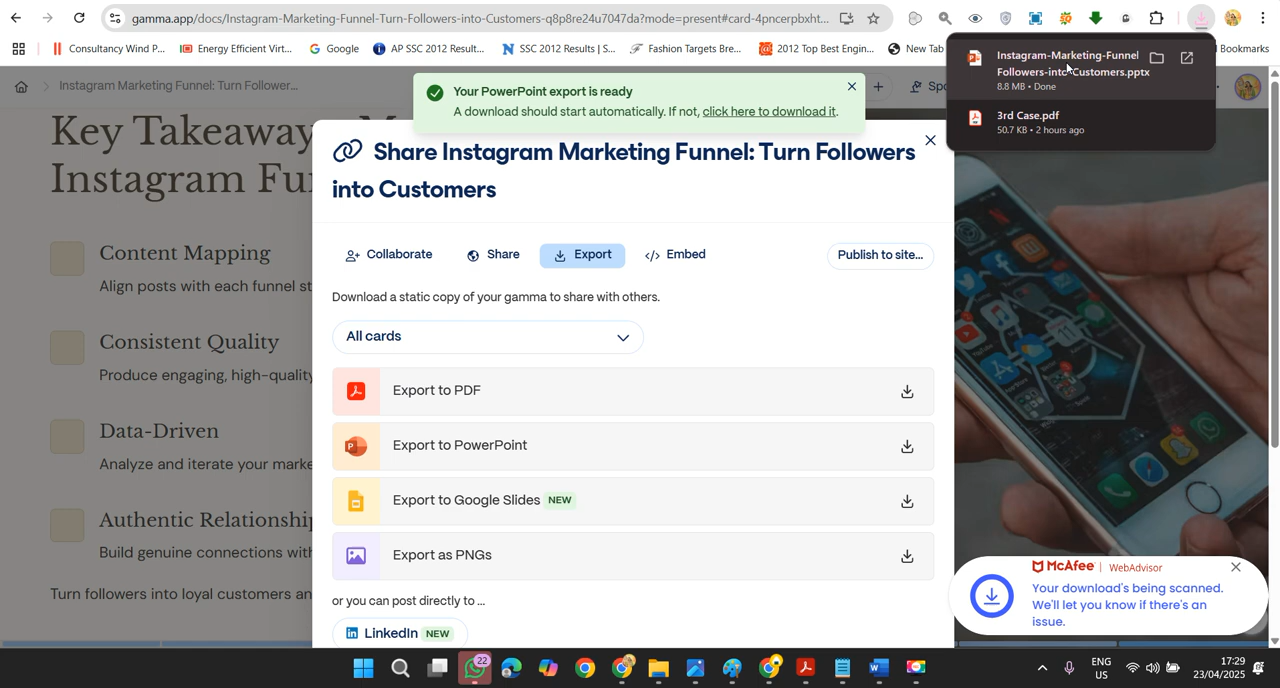 gamma.app/docs/Instagram-Marketing-Funnel-Turn-Followers-into-Customers-q8p8re24u7047da?mode=present#card-4pncerpbxht...
Consultancy Wind P...
Energy Efficient Virt...
Google
AP SSC 2012 Result...
SSC 2012 Results | S...
Fashion Targets Bre...
2012 Top Best Engin...
New Tab
Bookmarks
Instagram Marketing Funnel: Turn Follower...
Instagram-Marketing-Funnel
Followers-into-Customers.pptx
8.8 MB • Done
3rd Case.pdf
50.7 KB • 2 hours ago
Your PowerPoint export is ready
A download should start automatically. If not, click here to download it.
Key Takeaway
Instagram Fu
Content Mapping
Align posts with each funnel st
Consistent Quality
Produce engaging, high-quality
Data-Driven
Analyze and iterate your marke
Authentic Relationship
Build genuine connections with
Turn followers into loyal customers an
Share Instagram Marketing Funnel: Turn Followers
into Customers
Collaborate
Share
Export
</> Embed
Publish to site...
Download a static copy of your gamma to share with others.
All cards
Export to PDF
Export to PowerPoint
Export to Google Slides NEW
Export as PNGs
or you can post directly to ...
LinkedIn NEW
McAfee | WebAdvisor
Your download's being scanned.
We'll let you know if there's an
issue.
22
ENG
US
17:29
23/04/2025